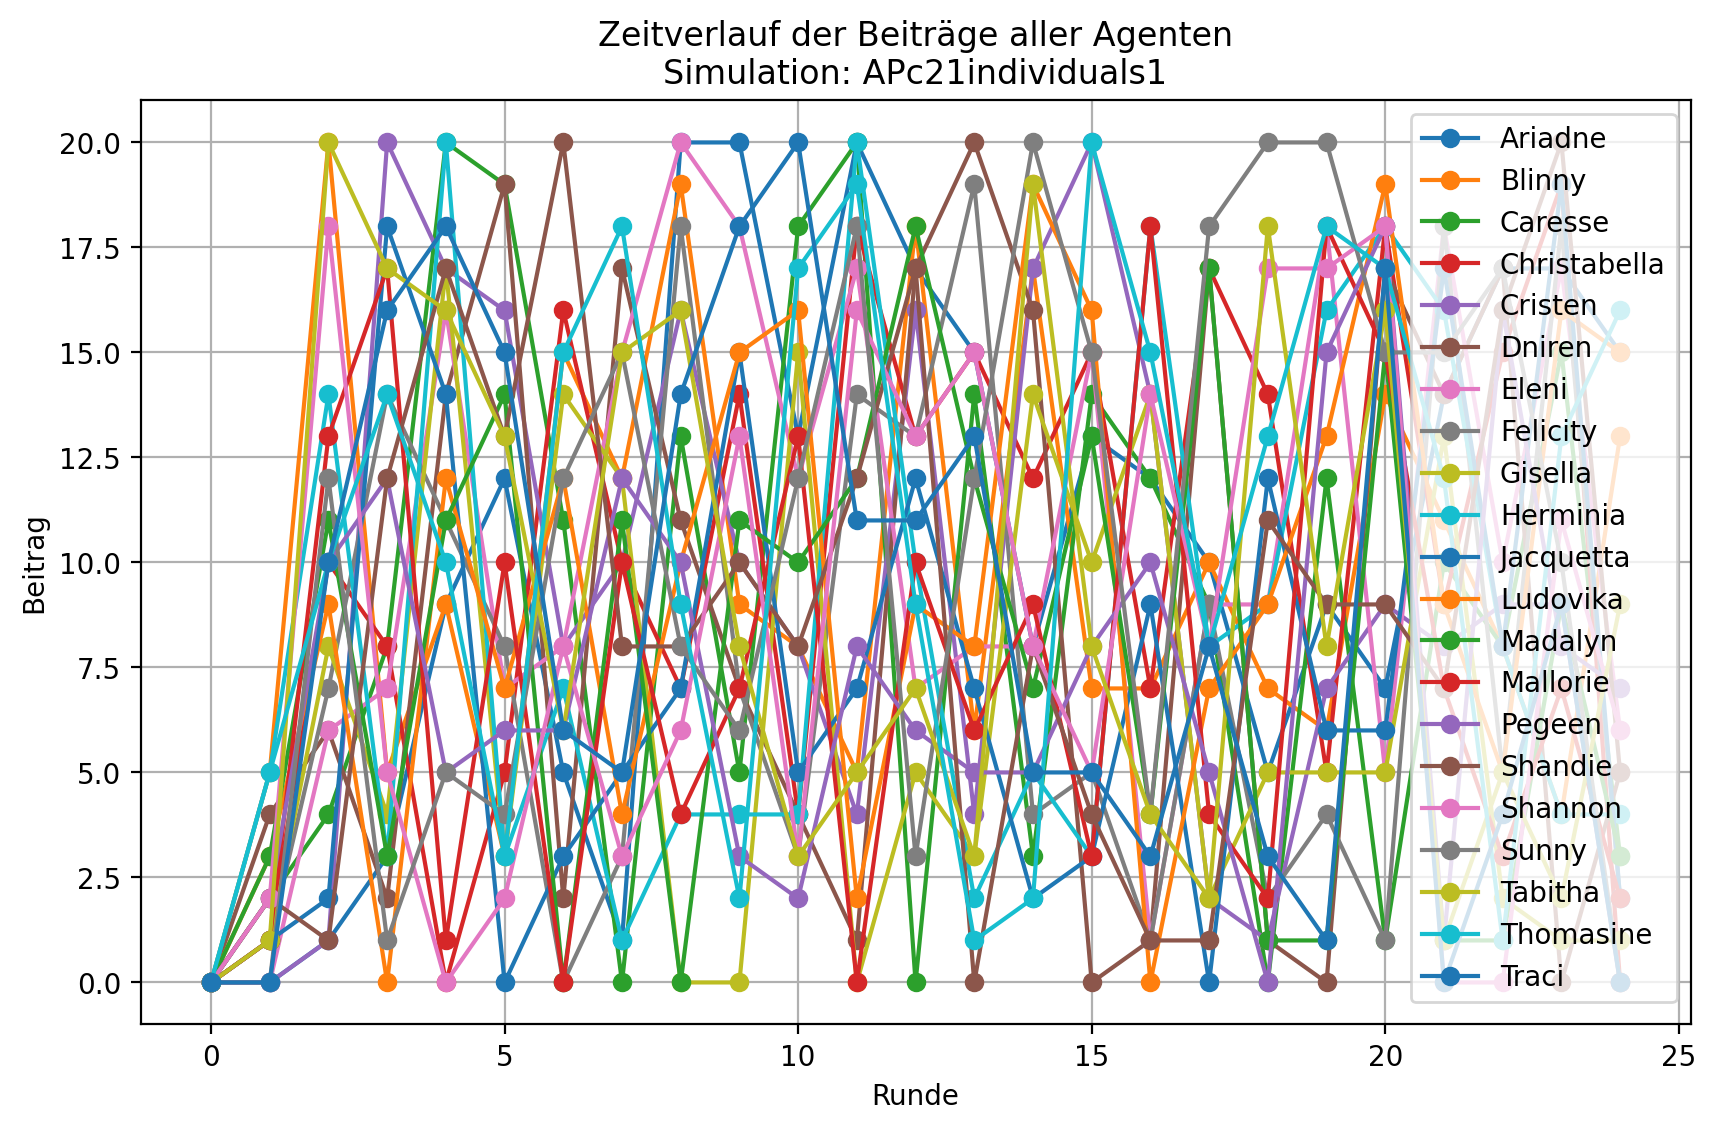 Zeitverlauf der Beiträge aller Agenten
Simulation: APc21individuals1
Beitrag
20.0
17.5
15.0
12.5
10.0
7.5
5.0
2.5
0.0
Ariadne
Blinny
Caresse
Christabella
Cristen
Dniren
Eleni
Felicity
Gisella
Herminia
Jacquetta
Ludovika
Madalyn
Mallorie
Pegeen
Shandie
Shannon
Sunny
Tabitha
Thomasine
Traci
0
5
10
15
20
25
Runde